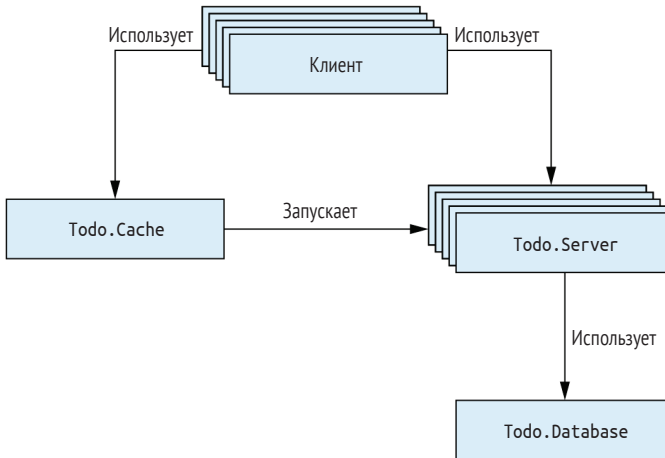 Использует
Использует
Клиент
Todo.Cache
Запускает
Todo.Server
Использует
Todo.Database